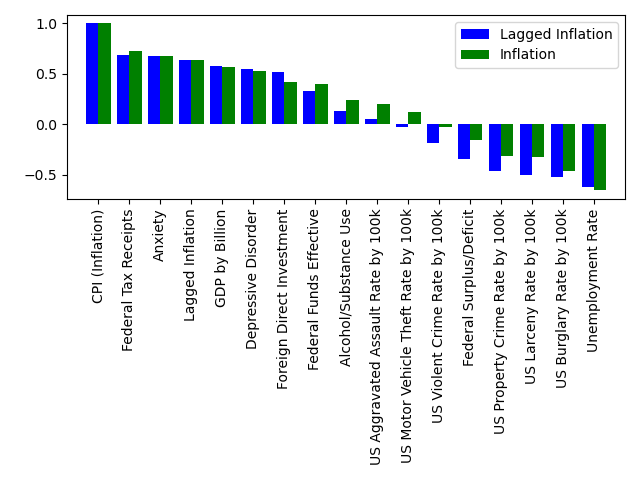 1.0
0.5
0.0
−0.5
Lagged Inflation
Inflation
CPI (Inflation)
Federal Tax Receipts
Anxiety
Lagged Inflation
GDP by Billion
Depressive Disorder
Foreign Direct Investment
Federal Funds Effective
Alcohol/Substance Use
US Aggravated Assault Rate by 100k
US Motor Vehicle Theft Rate by 100k
US Violent Crime Rate by 100k
Federal Surplus/Deficit
US Property Crime Rate by 100k
US Larceny Rate by 100k
US Burglary Rate by 100k
Unemployment Rate